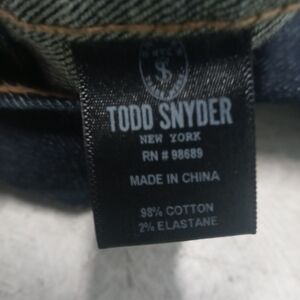 TODD SNYDER
NEW YORK
RN # 98689
MADE IN CHINA
98% COTTON
2% ELASTANE